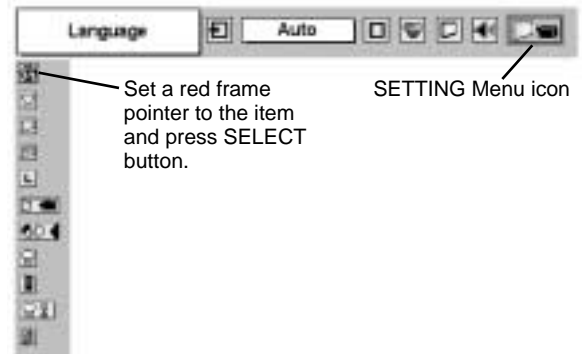 Language
Auto
Set a red frame
pointer to the item
and press SELECT
button.
SETTING Menu icon